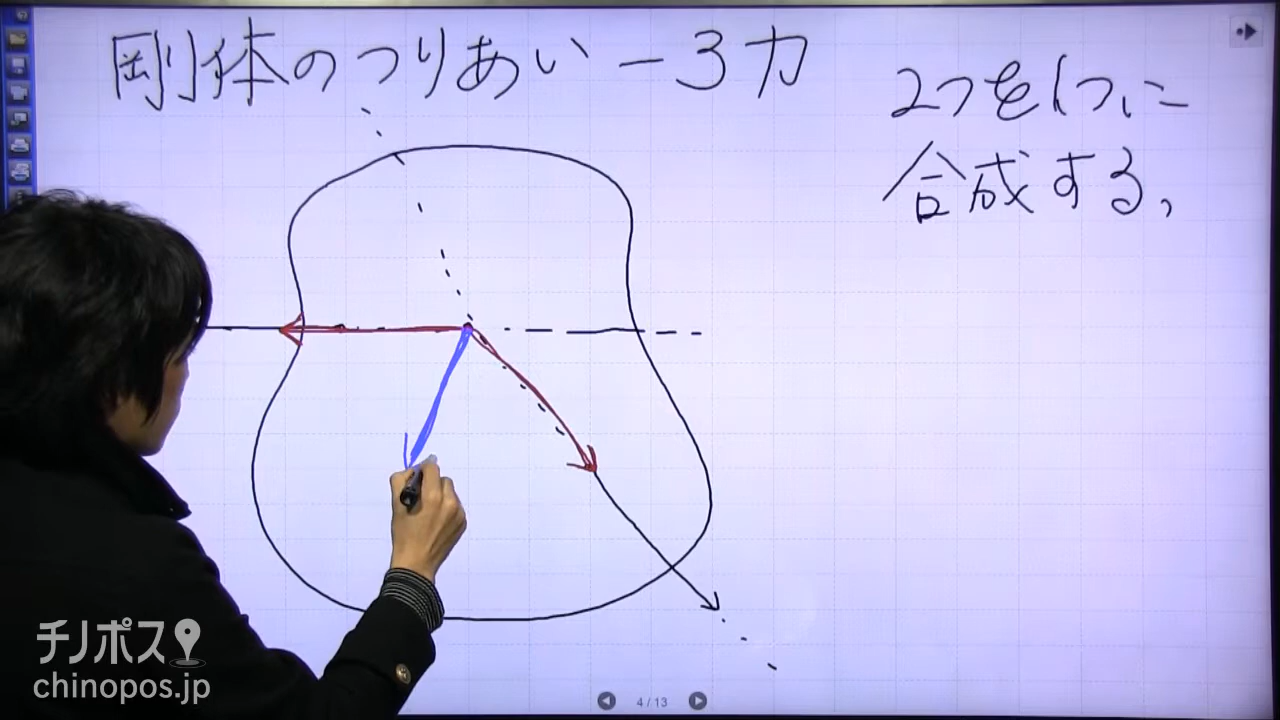 剛体のつりあい-3力
2つを1つに
合成する,
チノポス
chinopos.jp
4 / 13